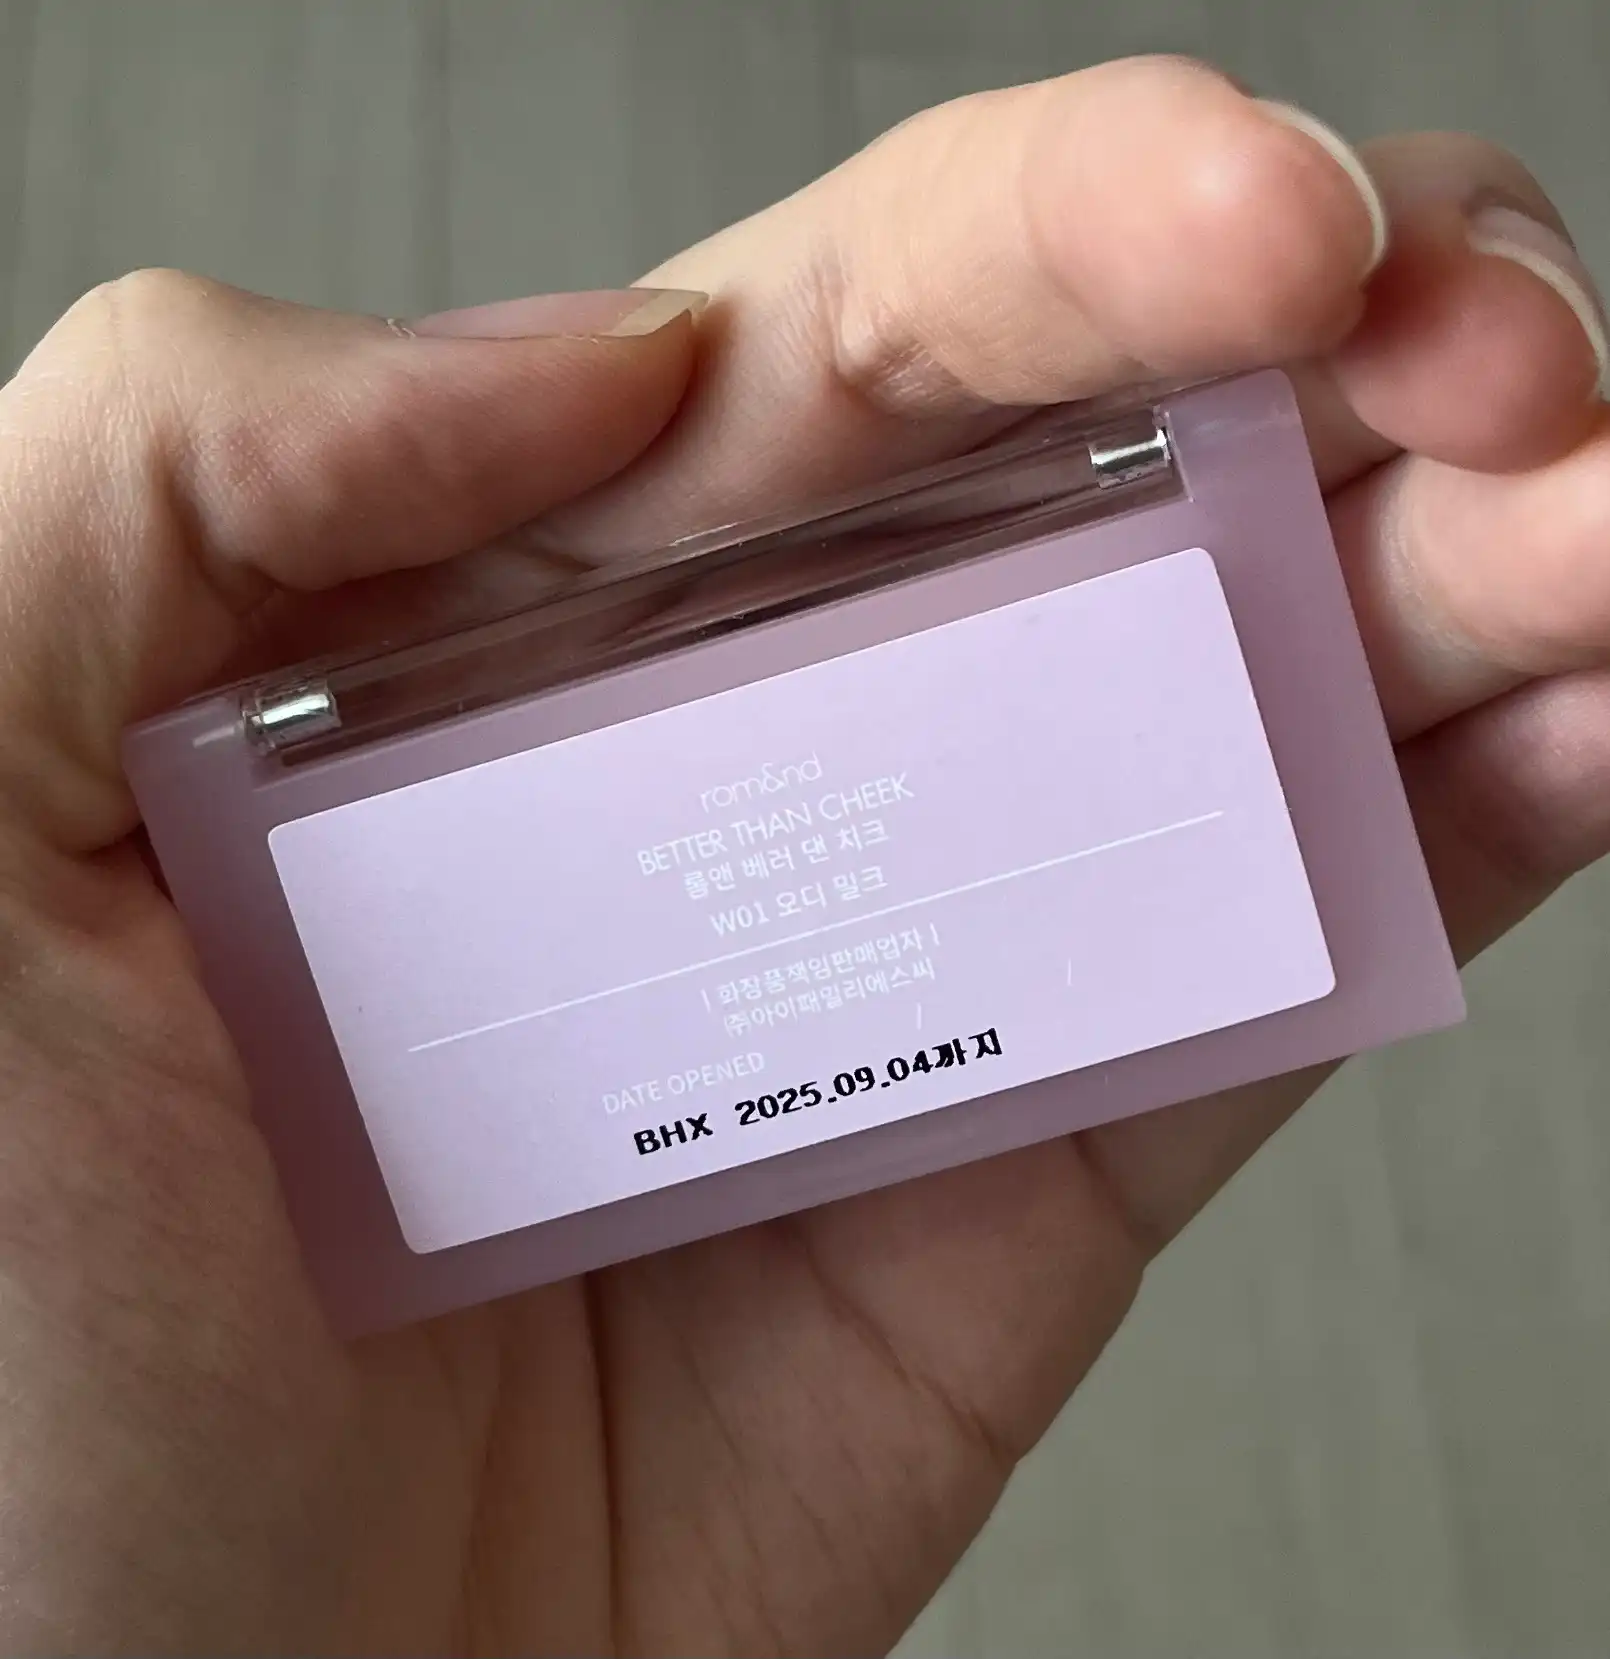 rom&nd
BETTER THAN CHEEK
롬앤 베러 댄 치크
W01 오디 밀크
| 화장품책임판매업자 |
㈜아이패밀리에스씨
DATE OPENED / /
BHX 2025.09.04까지